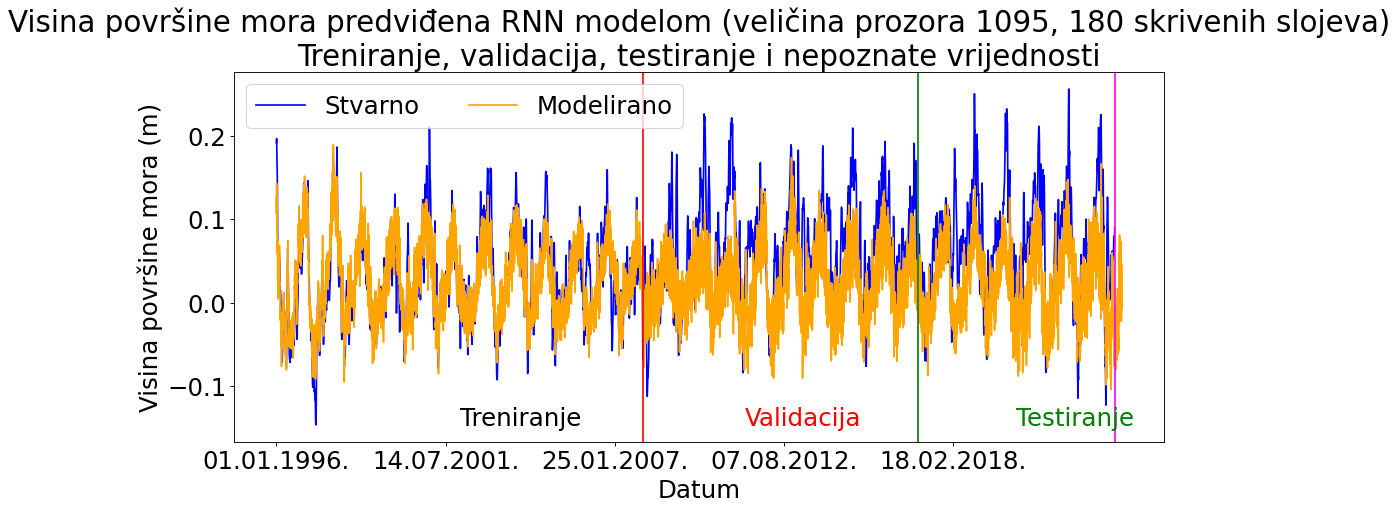 Visina površine mora predviđena RNN modelom (veličina prozora 1095, 180 skrivenih slojeva)
Treniranje, validacija, testiranje i nepoznate vrijednosti
Stvarno Modelirano
Visina površine mora (m)
0.2
0.1
0.0
−0.1
Treniranje Validacija Testiranje
01.01.1996. 14.07.2001. 25.01.2007. 07.08.2012. 18.02.2018.
Datum